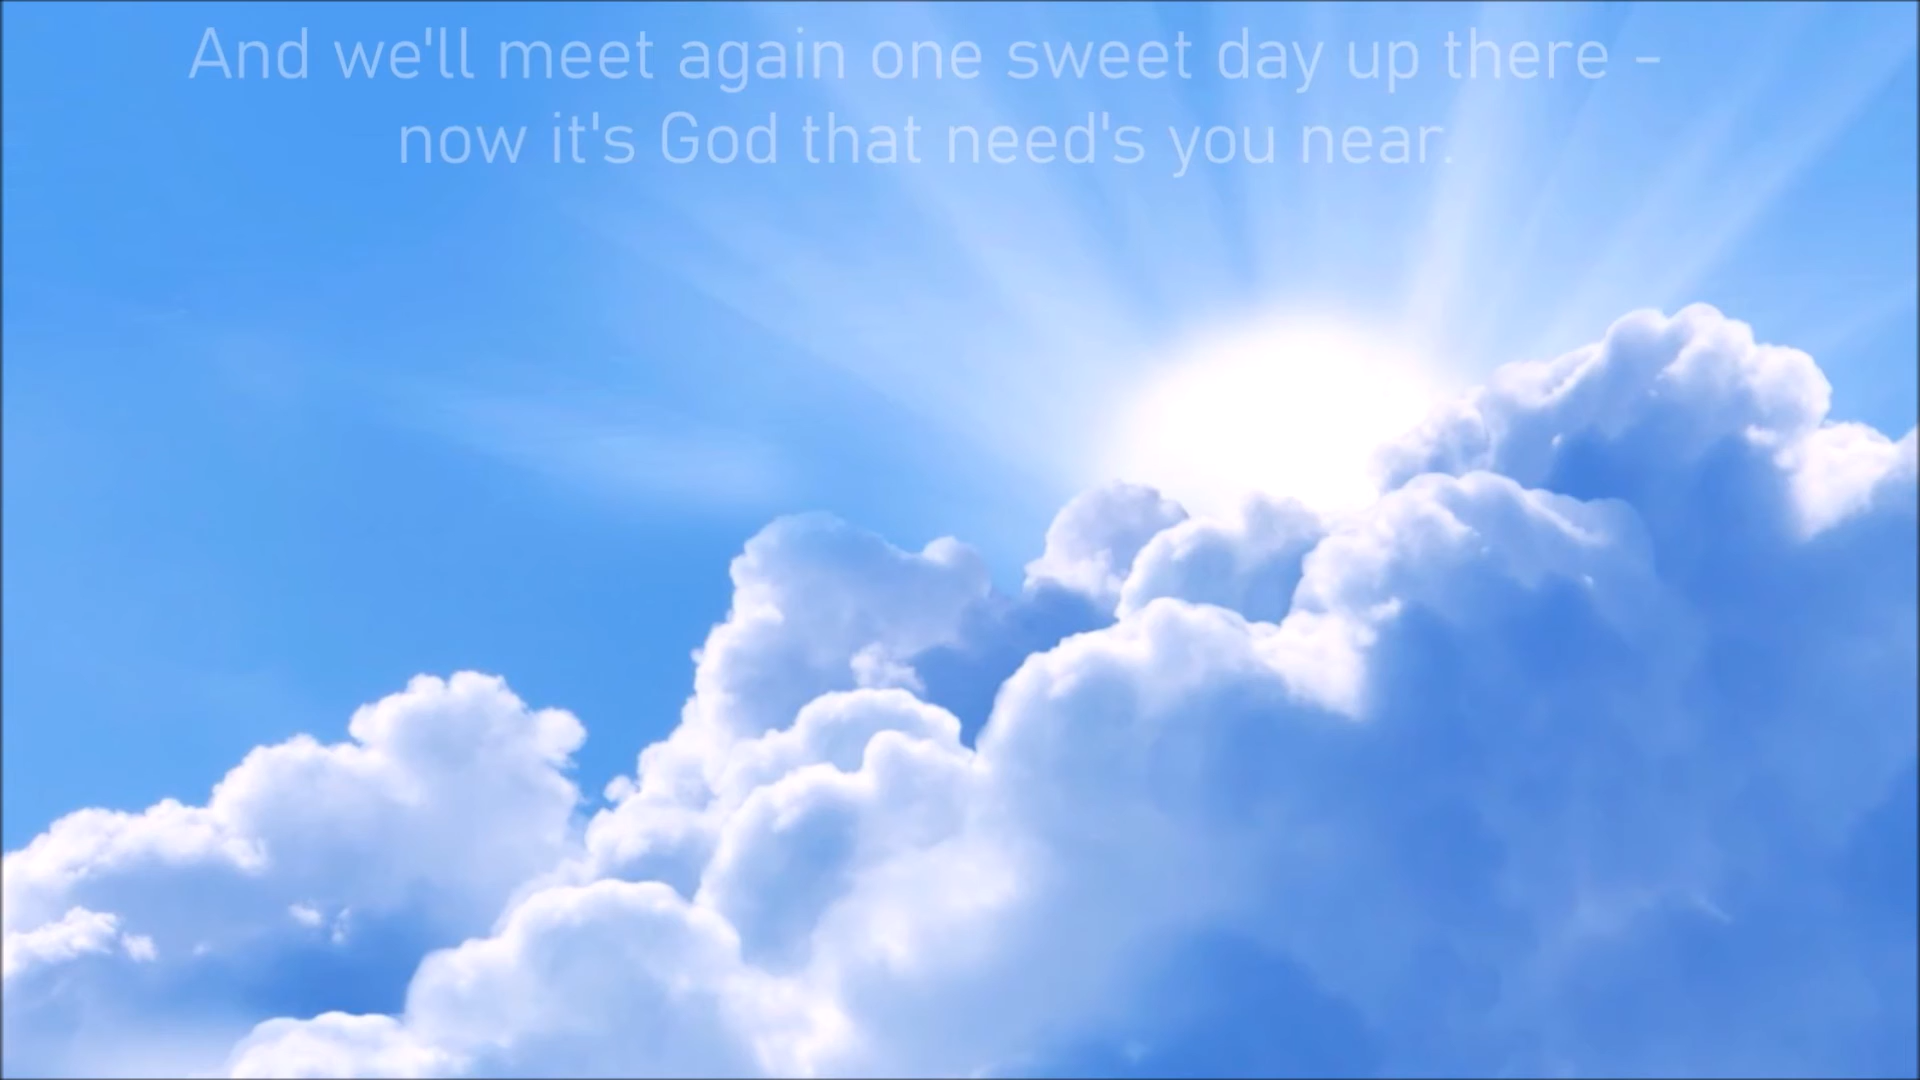 And we'll meet again one sweet day up there -
now it's God that need's you near.